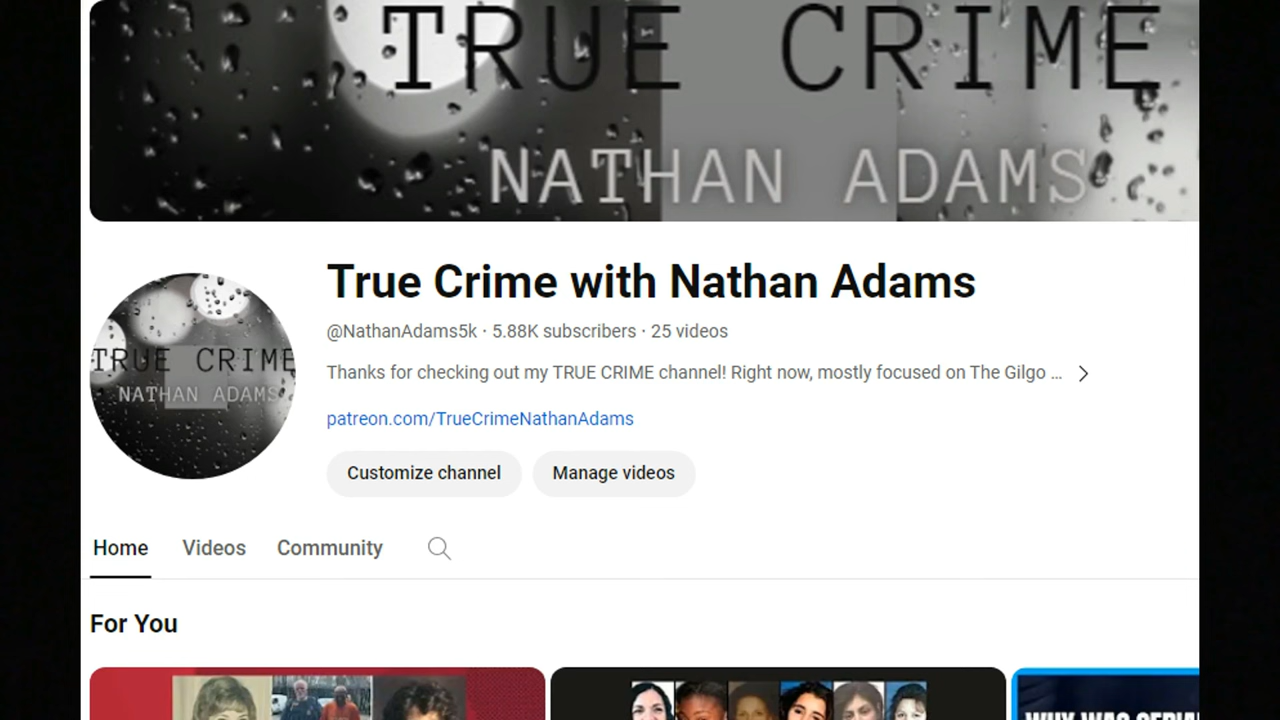 TRUE CRIME
NATHAN ADAMS
True Crime with Nathan Adams
@NathanAdams5k · 5.88K subscribers · 25 videos
Thanks for checking out my TRUE CRIME channel! Right now, mostly focused on The Gilgo ...
TRUE CRIME
NATHAN ADAMS
patreon.com/TrueCrimeNathanAdams
Customize channel Manage videos
Home Videos Community
For You
WHY WAS